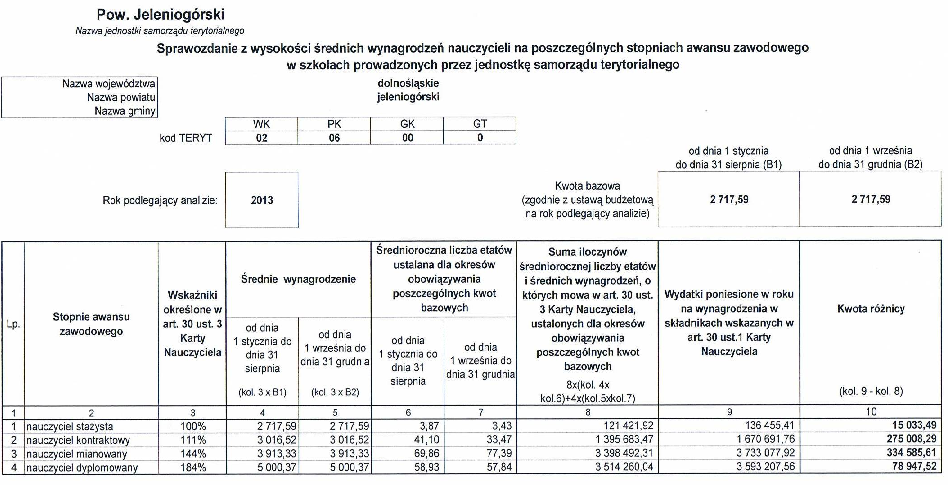 Pow. Jeleniogórski
Nazwa jednostki samorządu terytorialnego
Sprawozdanie z wysokości średnich wynagrodzeń nauczycieli na poszczególnych stopniach awansu zawodowego
w szkołach prowadzonych przez jednostkę samorządu terytorialnego
Nazwa województwa dolnośląskie
Nazwa powiatu jeleniogórski
Nazwa gminy
WK PK GK GT
kod TERYT 02 06 00 0
od dnia 1 stycznia
do dnia 31 sierpnia (B1)
od dnia 1 września
do dnia 31 grudnia (B2)
Rok podlegający analizie: 2013
Kwota bazowa
(zgodnie z ustawą budżetową
na rok podlegający analizie)
2 717,59 2 717,59
Lp.
Stopnie awansu
zawodowego
Wskaźniki
określone w
art. 30 ust. 3
Karty
Nauczyciela
Średnie wynagrodzenie
od dnia
1 stycznia do
dnia 31
sierpnia
(kol. 3 x B1)
od dnia
1 września do
dnia 31 grudnia
(kol. 3 x B2)
Średnioroczna liczba etatów
ustalana dla okresów
obowiązywania
poszczególnych kwot
bazowych
od dnia
1 stycznia do
dnia 31
sierpnia
od dnia
1 września do
dnia 31 grudnia
Suma iloczynów
średniorocznej liczby etatów
i średnich wynagrodzeń, o
których mowa w art. 30 ust.
3 Karty Nauczyciela,
ustalonych dla okresów
obowiązywania
poszczególnych kwot
bazowych
8x(kol. 4x
kol.6)+4x(kol.5xkol.7)
Wydatki poniesione w roku
na wynagrodzenia w
składnikach wskazanych w
art. 30 ust.1 Karty
Nauczyciela
Kwota różnicy
(kol. 9 - kol. 8)
1 2 3 4 5 6 7 8 9 10
1 nauczyciel stażysta 100% 2 717,59 2 717,59 3,87 3,43 121 421,92 136 455,41 15 033,49
2 nauczyciel kontraktowy 111% 3 016,52 3 016,52 41,10 33,47 1 395 683,47 1 670 691,76 275 008,29
3 nauczyciel mianowany 144% 3 913,33 3 913,33 69,86 77,39 3 398 492,31 3 733 077,92 334 585,61
4 nauczyciel dyplomowany 184% 5 000,37 5 000,37 58,93 57,84 3 514 260,04 3 593 207,56 78 947,52